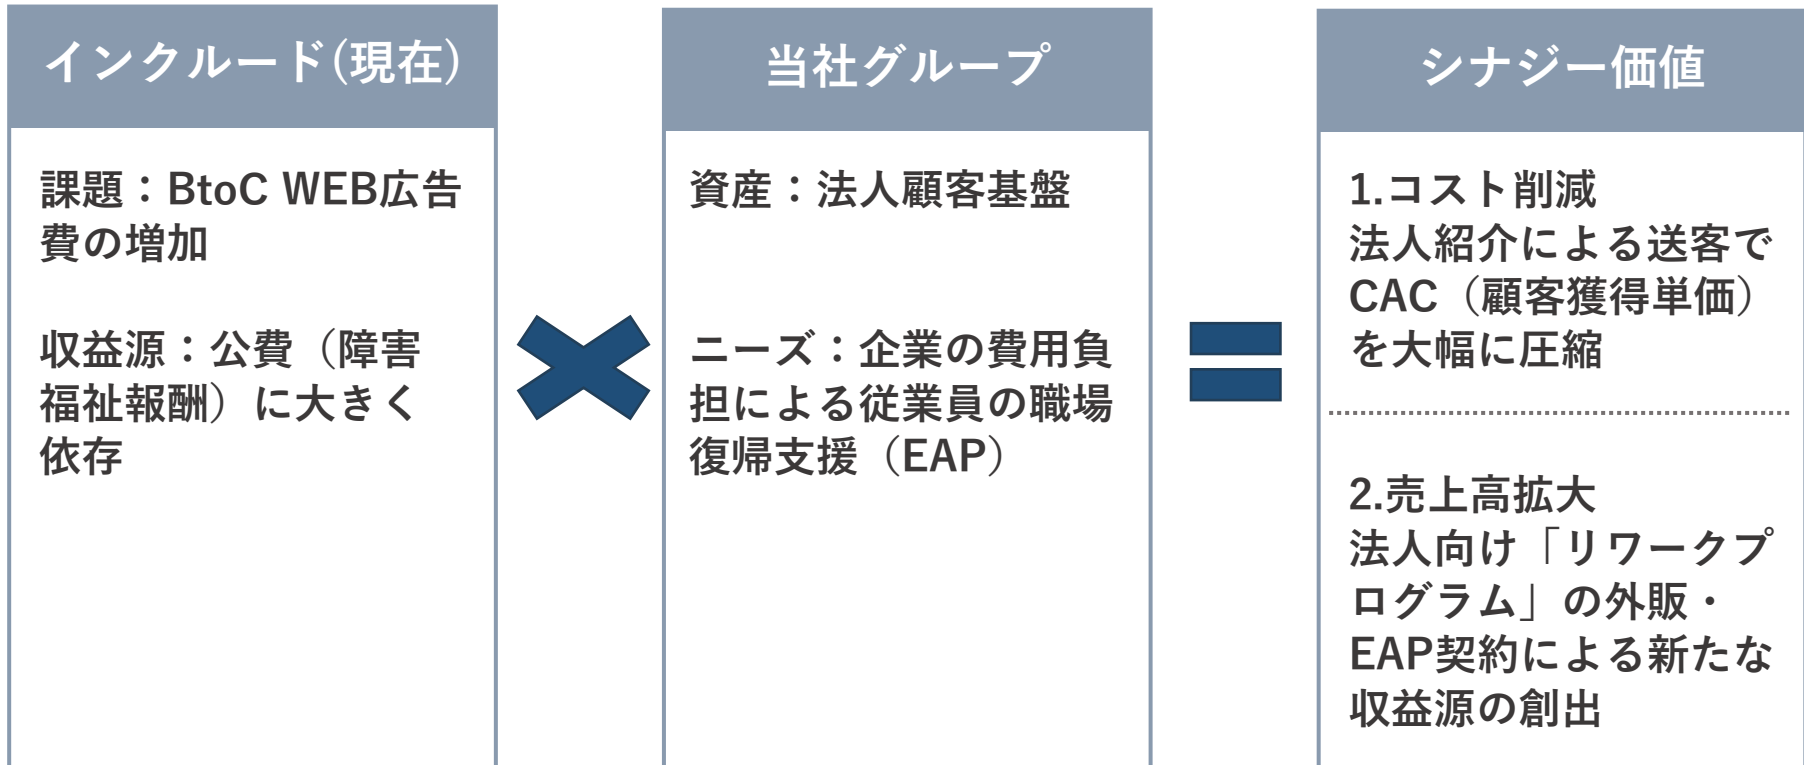 インクルード(現在)
課題：BtoC WEB広告
費の増加
収益源：公費（障害
福祉報酬）に大きく
依存
当社グループ
資産：法人顧客基盤
ニーズ：企業の費用負
担による従業員の職場
復帰支援（EAP）
シナジー価値
1.コスト削減
法人紹介による送客で
CAC（顧客獲得単価）
を大幅に圧縮
2.売上高拡大
法人向け「リワークプ
ログラム」の外販・
EAP契約による新たな
収益源の創出